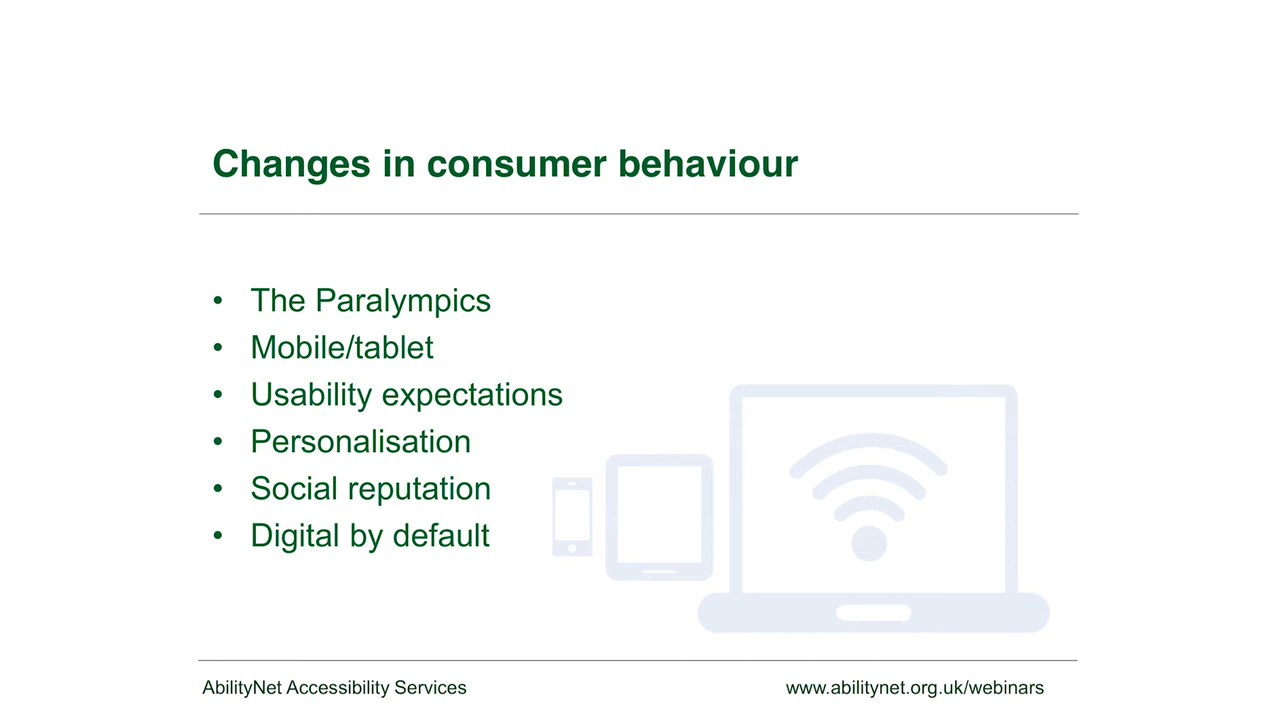 Changes in consumer behaviour
• The Paralympics
• Mobile/tablet
• Usability expectations
• Personalisation
• Social reputation
• Digital by default
AbilityNet Accessibility Services
www.abilitynet.org.uk/webinars